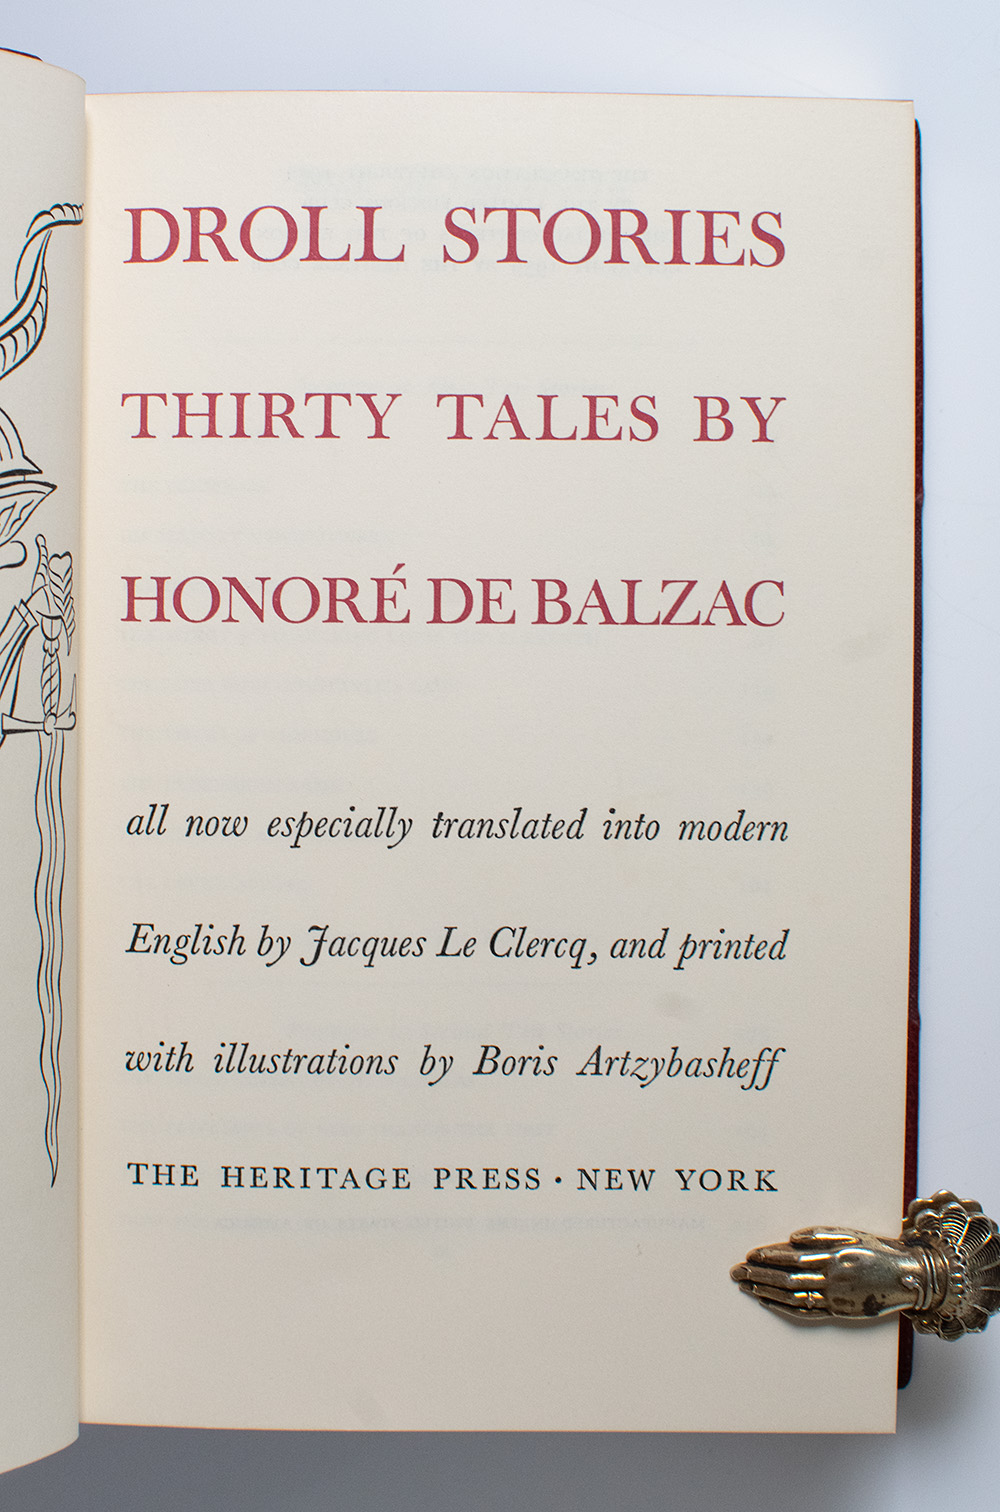 DROLL STORIES
THIRTY TALES BY
HONORÉ DE BALZAC
all now especially translated into modern
English by Jacques Le Clercq, and printed
with illustrations by Boris Artzybasheff
THE HERITAGE PRESS · NEW YORK